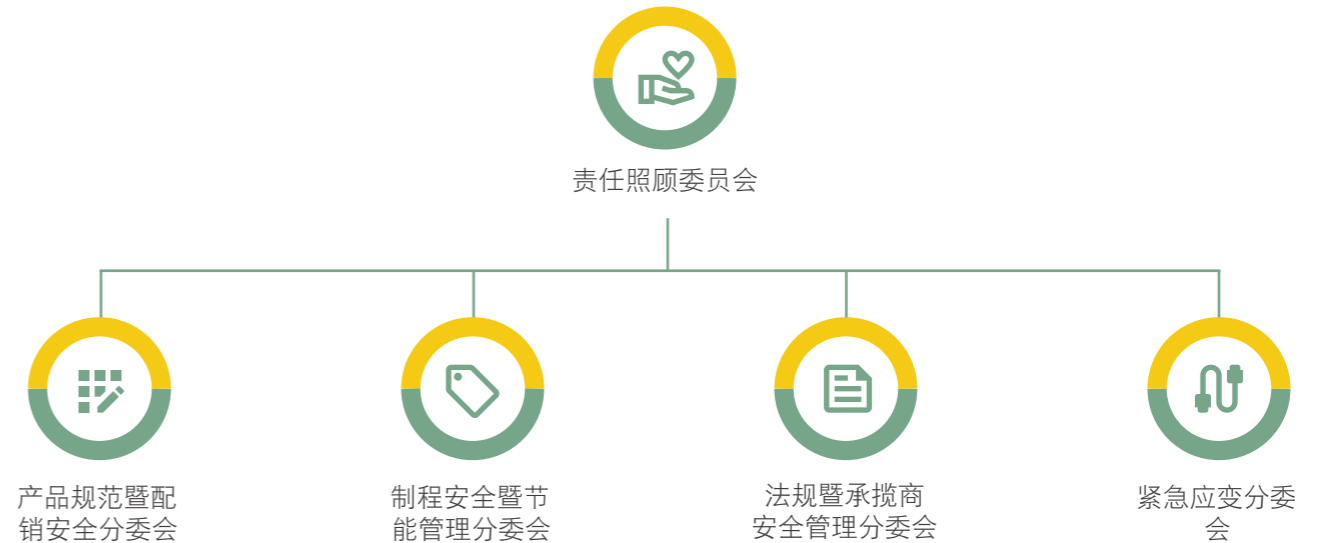 责任照顾委员会
产品规范暨配
销安全分委会
制程安全暨节
能管理分委会
法规暨承揽商
安全管理分委会
紧急应变分委
会